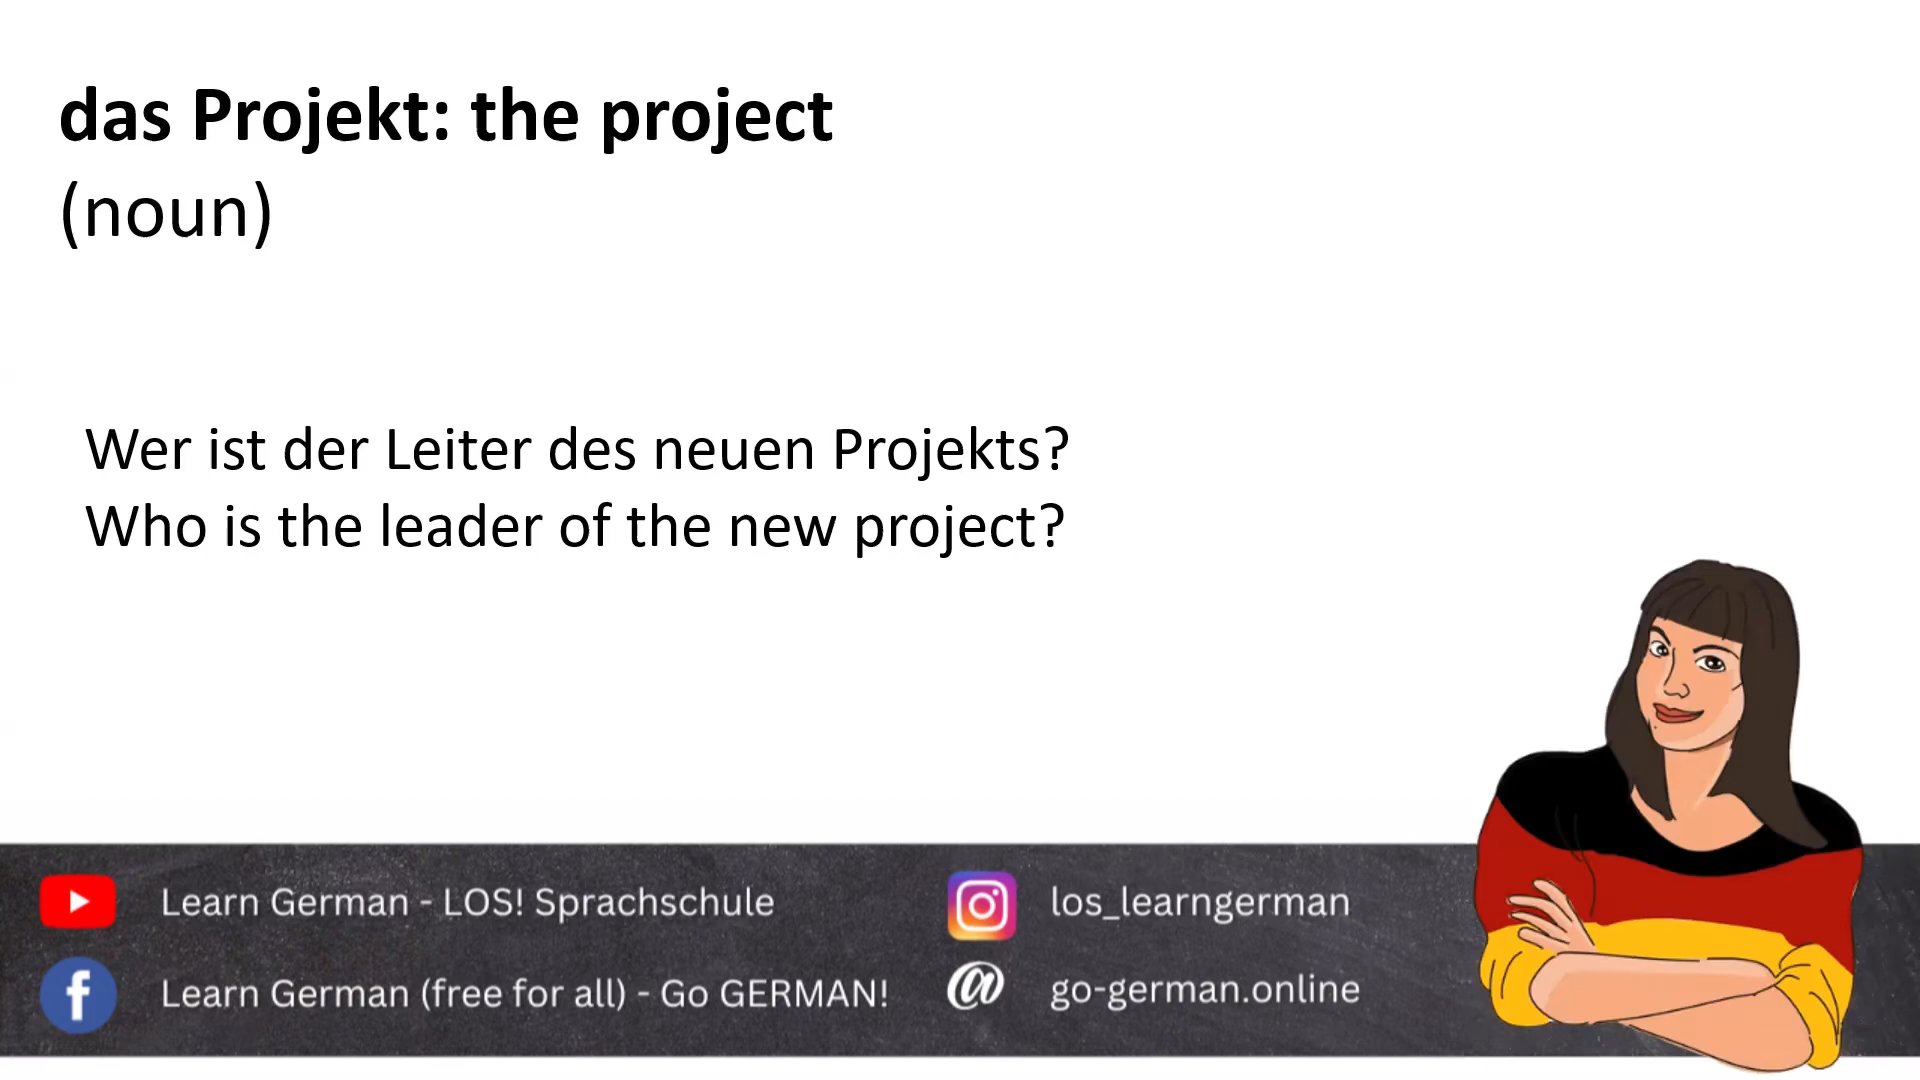 das Projekt: the project
(noun)
Wer ist der Leiter des neuen Projekts?
Who is the leader of the new project?
Learn German - LOS! Sprachschule
los_learngerman
Learn German (free for all) - Go GERMAN!
@ go-german.online